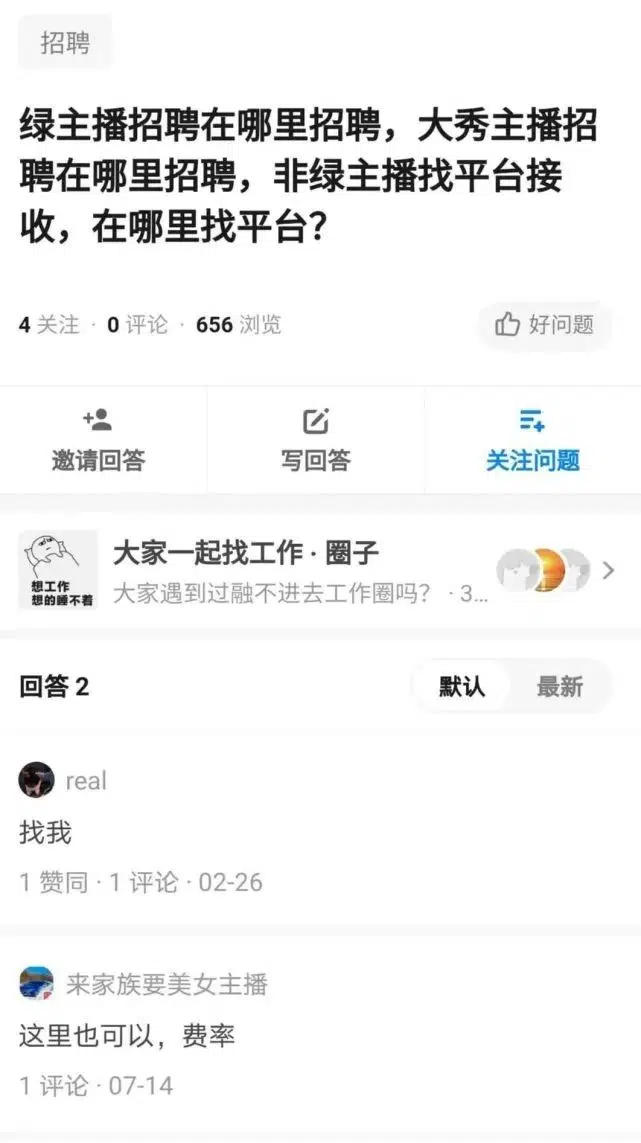 招聘
绿主播招聘在哪里招聘，大秀主播招
聘在哪里招聘，非绿主播找平台接
收，在哪里找平台？
4 关注 · 0 评论 · 656 浏览
好问题
邀请回答
写回答
关注问题
想工作
想的睡不着
大家一起找工作 · 圈子
大家遇到过融不进去工作圈吗？ · 3...
回答 2
默认
最新
real
找我
1 赞同 · 1 评论 · 02-26
来家族要美女主播
这里也可以，费率
1 评论 · 07-14